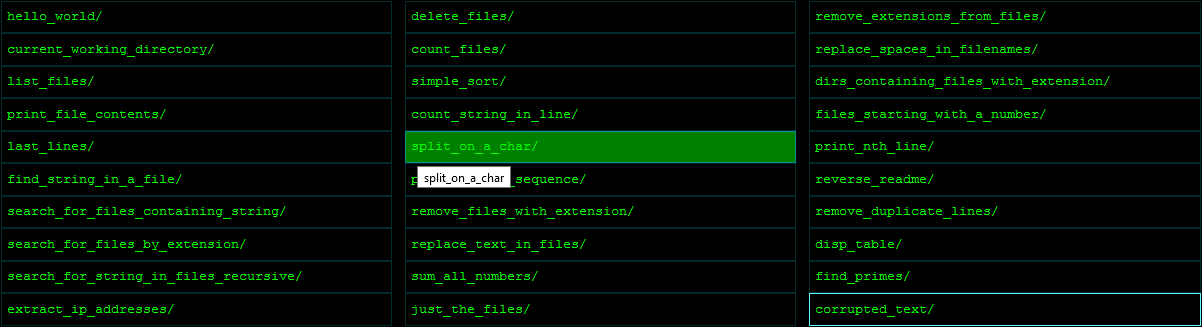 hello_world/
current_working_directory/
list_files/
print_file_contents/
last_lines/
find_string_in_a_file/
search_for_files_containing_string/
search_for_files_by_extension/
search_for_string_in_files_recursive/
extract_ip_addresses/
delete_files/
count_files/
simple_sort/
count_string_in_line/
split_on_a_char/
split_on_a_char
_sequence/
remove_files_with_extension/
replace_text_in_files/
sum_all_numbers/
just_the_files/
remove_extensions_from_files/
replace_spaces_in_filenames/
dirs_containing_files_with_extension/
files_starting_with_a_number/
print_nth_line/
reverse_readme/
remove_duplicate_lines/
disp_table/
find_primes/
corrupted_text/